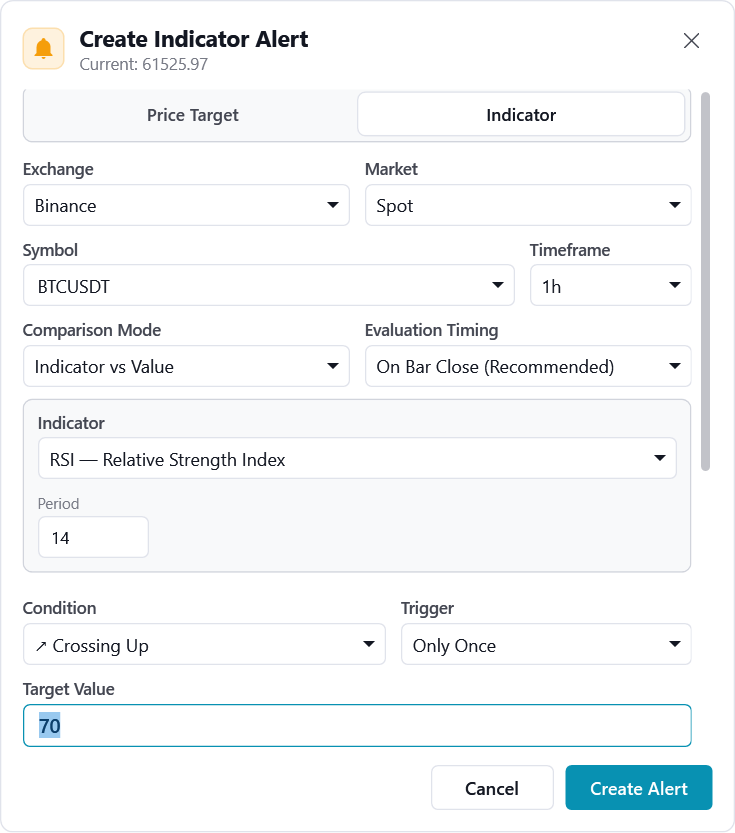 Create Indicator Alert
Current: 61525.97
Price Target Indicator
Exchange Market
Binance Spot
Symbol Timeframe
BTCUSDT 1h
Comparison Mode Evaluation Timing
Indicator vs Value On Bar Close (Recommended)
Indicator
RSI — Relative Strength Index
Period
14
Condition Trigger
↗ Crossing Up Only Once
Target Value
70
Cancel Create Alert